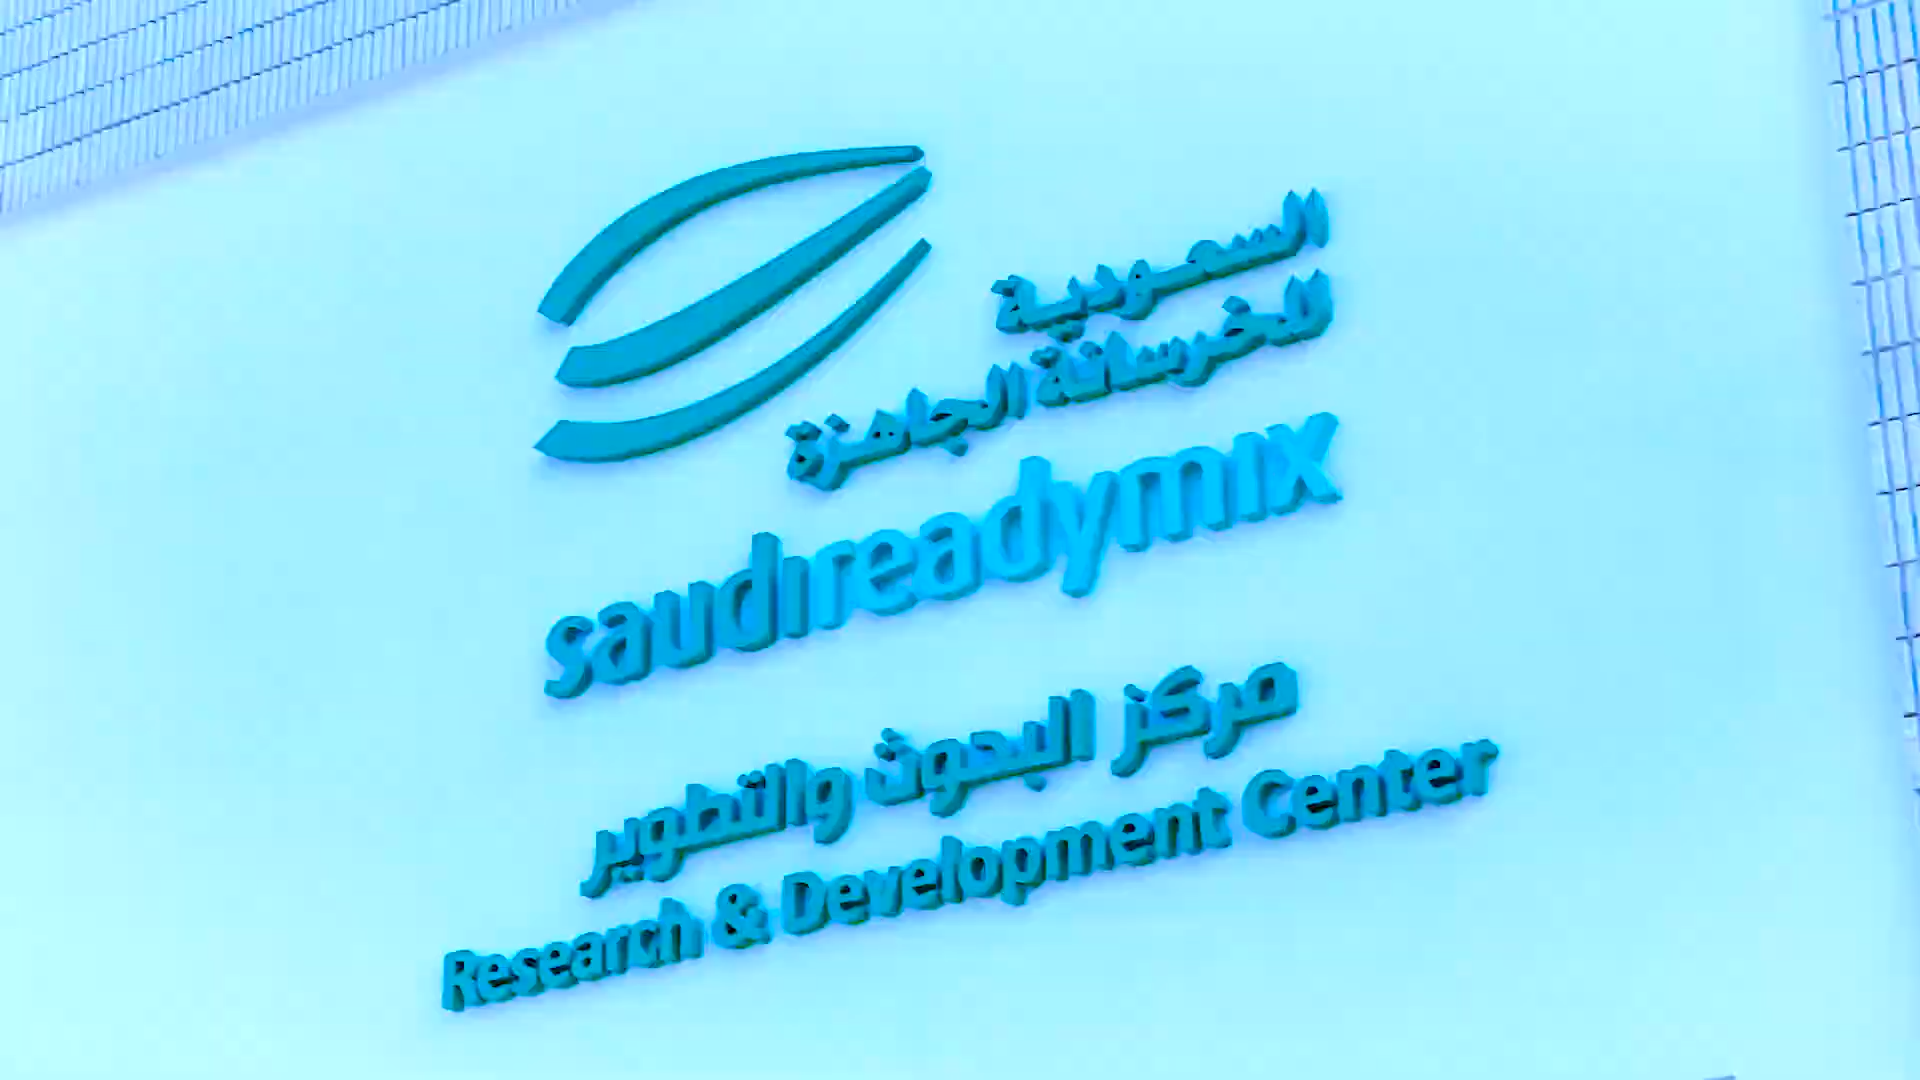 السعودية
للخرسانة الجاهزة
saudireadymix
مركز البحوث والتطوير
Research & Development Center